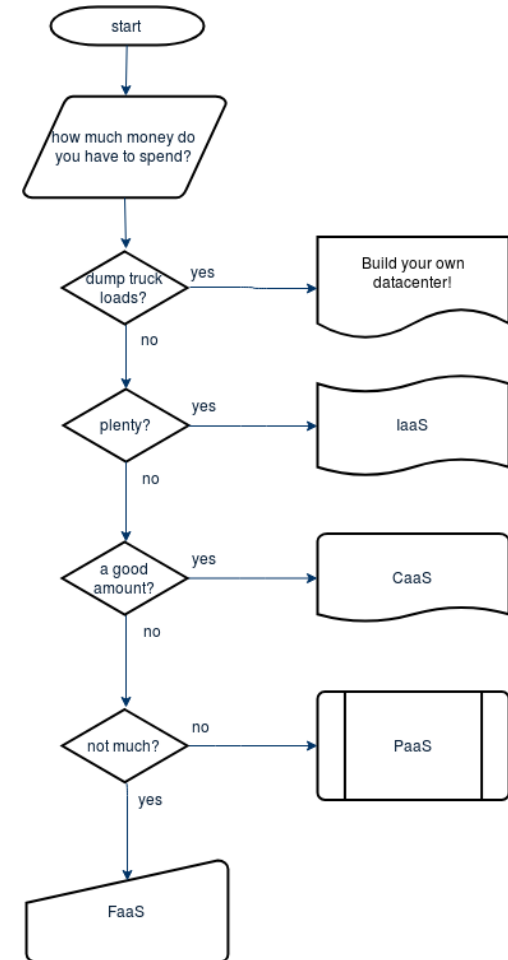 start
how much money do
you have to spend?
dump truck
loads?
yes
Build your own
datacenter!
no
plenty?
yes
IaaS
no
a good
amount?
yes
CaaS
no
not much?
no
PaaS
yes
FaaS